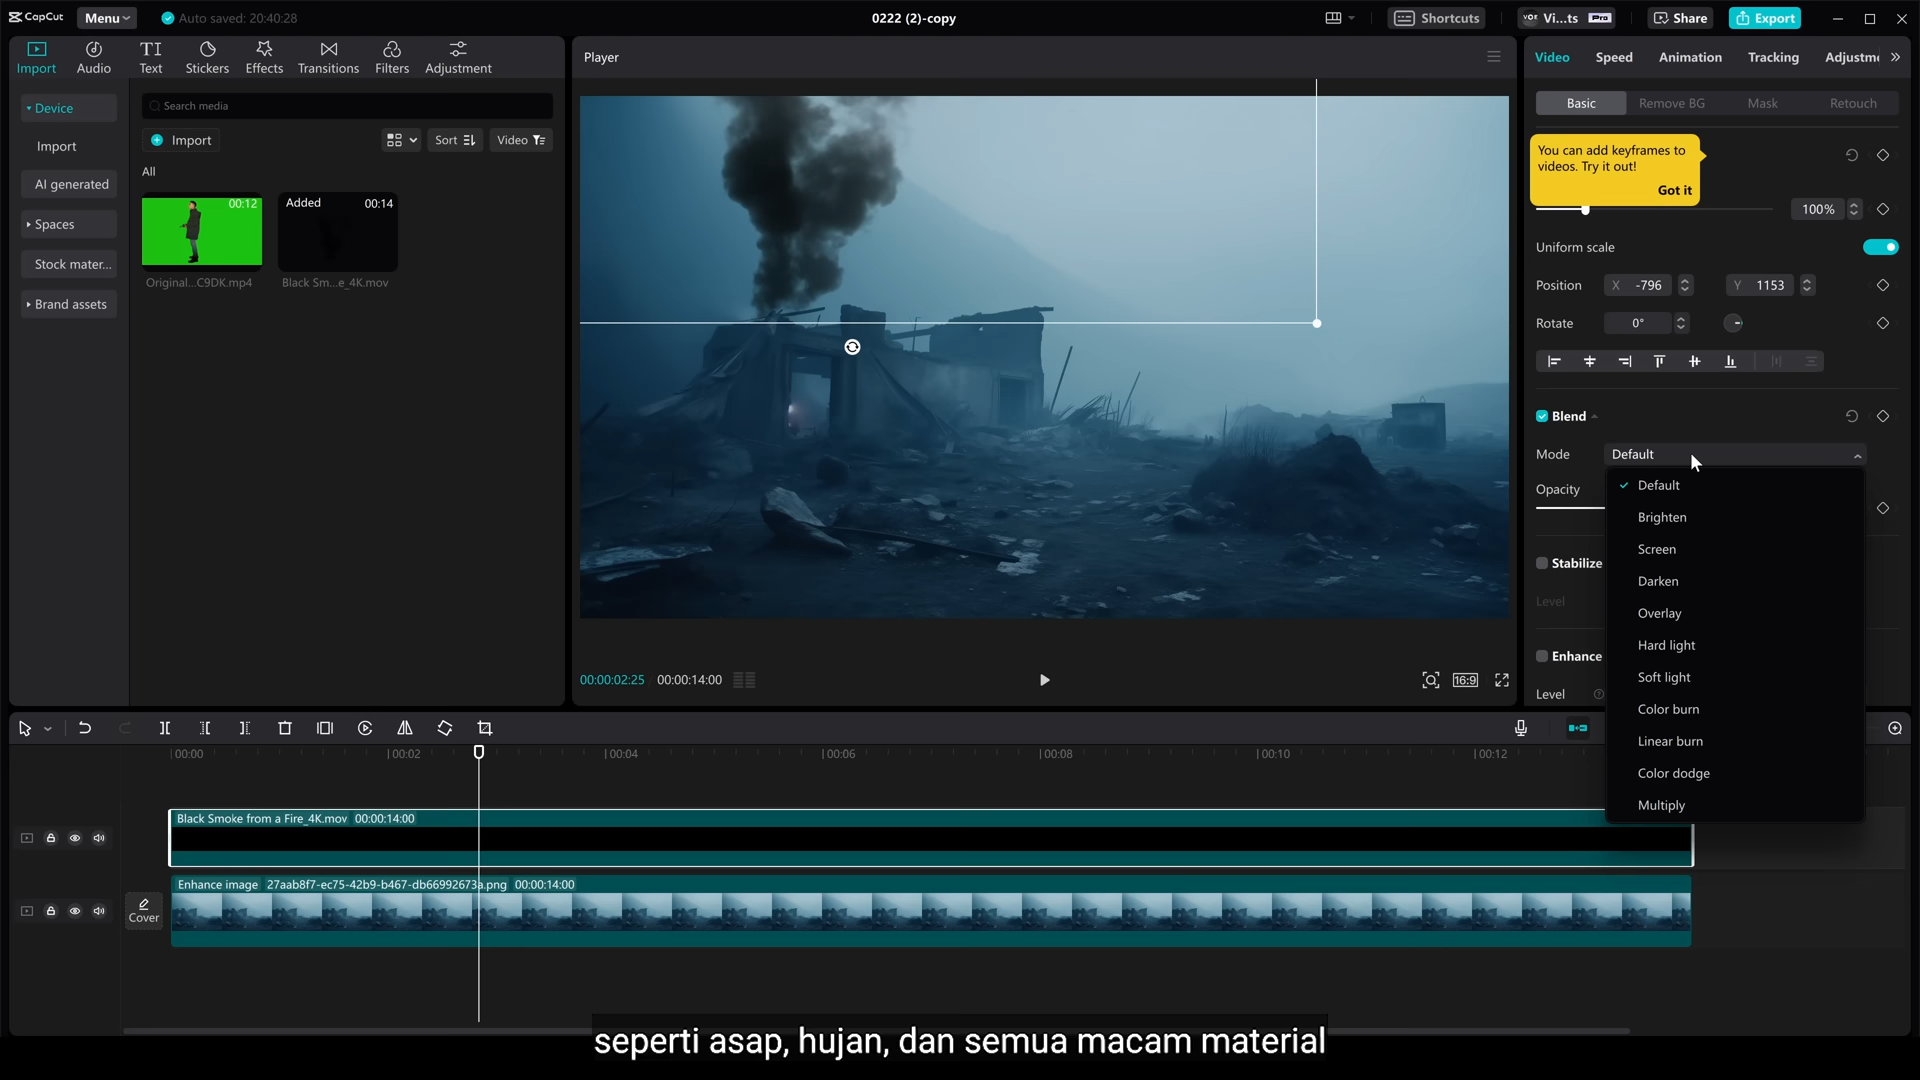 CapCut
Menu
Auto saved: 20:40:28
0222 (2)-copy
Shortcuts
Vi...ts
Pro
Share
Export
Import
Audio
TI
Text
Stickers
Effects
Transitions
Filters
Adjustment
Device
Import
AI generated
Spaces
Stock mater...
Brand assets
Search media
Import
Sort
Video
All
00:12
Added
00:14
Original...C9DK.mp4
Black Sm...e_4K.mov
Player
00:00:02:25
00:00:14:00
16:9
Video
Speed
Animation
Tracking
Adjustme
Basic
Remove BG
Mask
Retouch
You can add keyframes to
videos. Try it out!
Got it
100%
Uniform scale
Position
X -796
Y 1153
Rotate
0°
Blend
Mode
Default
Opacity
Default
Brighten
Screen
Darken
Overlay
Hard light
Soft light
Color burn
Linear burn
Color dodge
Multiply
Stabilize
Level
Enhance
Level
00:00
00:02
00:04
00:06
00:08
00:10
00:12
Black Smoke from a Fire_4K.mov 00:00:14:00
Cover
Enhance image 27aab8f7-ec75-42b9-b467-db66992673a.png 00:00:14:00
seperti asap, hujan, dan semua macam material